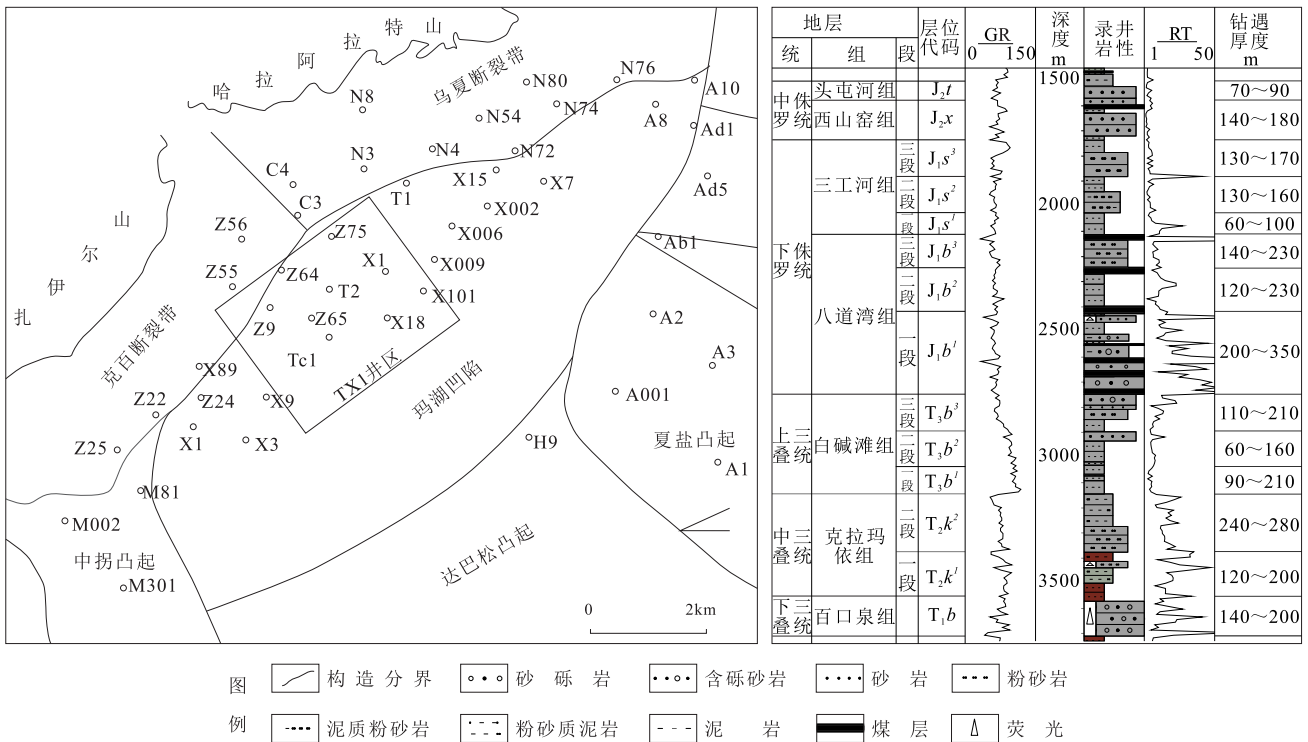 哈拉阿拉特山
乌夏断裂带
N80
N76
A10
N8
N74
A8
N54
Ad1
N4
N72
N3
C4
X15
X7
T1
Ad5
C3
X002
扎伊尔山
Z56
Z75
X006
Ab1
X1
X009
Z55
Z64
T2
X101
Z9
Z65
X18
A2
Tc1
A3
克百断裂带
X89
TX1井区
玛湖凹陷
A001
Z22
Z24
X9
夏盐凸起
Z25
X1
X3
H9
A1
M81
M002
中拐凸起
达巴松凸起
M301
0 2km
地层 层位代码 GR 0 150 深度 m 录井岩性 RT 1 50 钻遇厚度 m
统 组 段
1500
2000
2500
3000
3500
中侏罗统 头屯河组 J₂t 70～90
西山窑组 J₂x 140～180
下侏罗统 三工河组 三段 J₁s³ 130～170
二段 J₁s² 130～160
一段 J₁s¹ 60～100
八道湾组 三段 J₁b³ 140～230
二段 J₁b² 120～230
一段 J₁b¹ 200～350
上三叠统 白碱滩组 三段 T₃b³ 110～210
二段 T₃b² 60～160
一段 T₃b¹ 90～210
中三叠统 克拉玛依组 二段 T₂k² 240～280
一段 T₂k¹ 120～200
下三叠统 百口泉组 T₁b 140～200
图例
构造分界 砂砾岩 含砾砂岩 砂岩 粉砂岩
泥质粉砂岩 粉砂质泥岩 泥岩 煤层 荧光